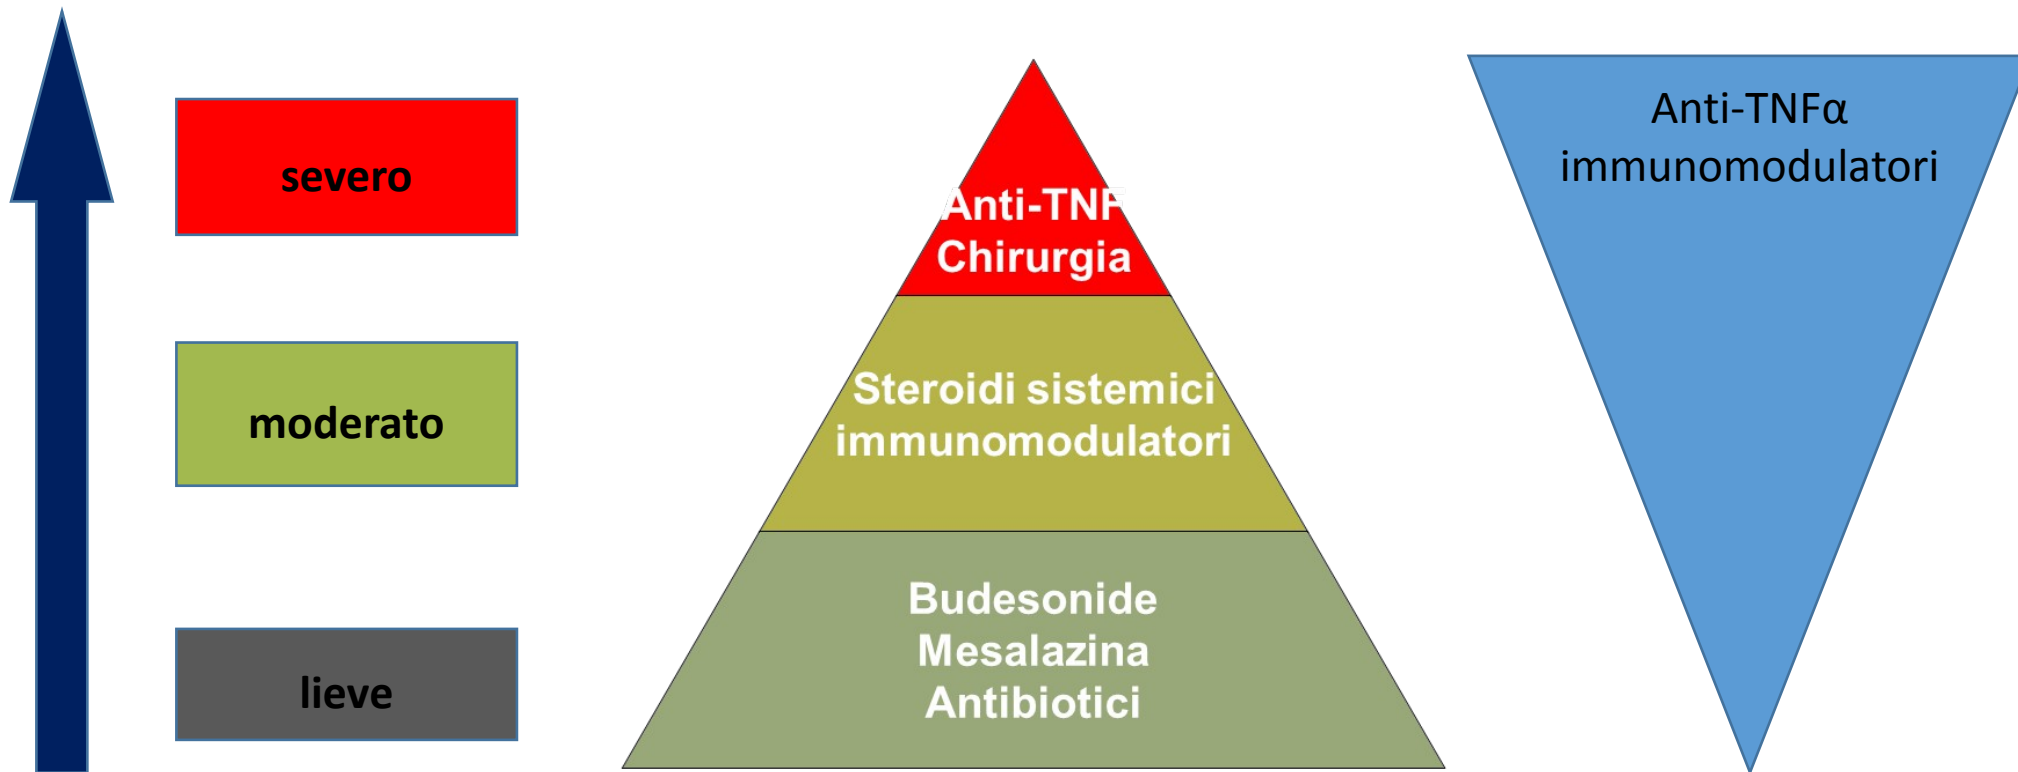 severo
moderato
lieve
Anti-TNF
Chirurgia
Steroidi sistemici
immunomodulatori
Budesonide
Mesalazina
Antibiotici
Anti-TNFα
immunomodulatori